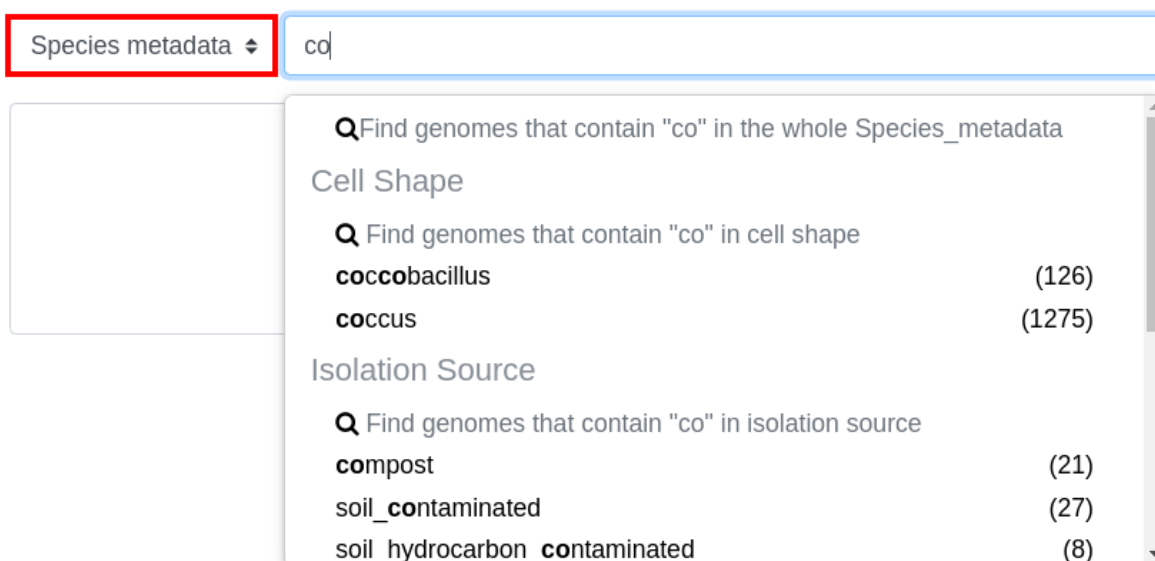 Species metadata
co
Find genomes that contain "co" in the whole Species_metadata
Cell Shape
Find genomes that contain "co" in cell shape
coccobacillus (126)
coccus (1275)
Isolation Source
Find genomes that contain "co" in isolation source
compost (21)
soil_contaminated (27)
soil_hydrocarbon_contaminated (8)